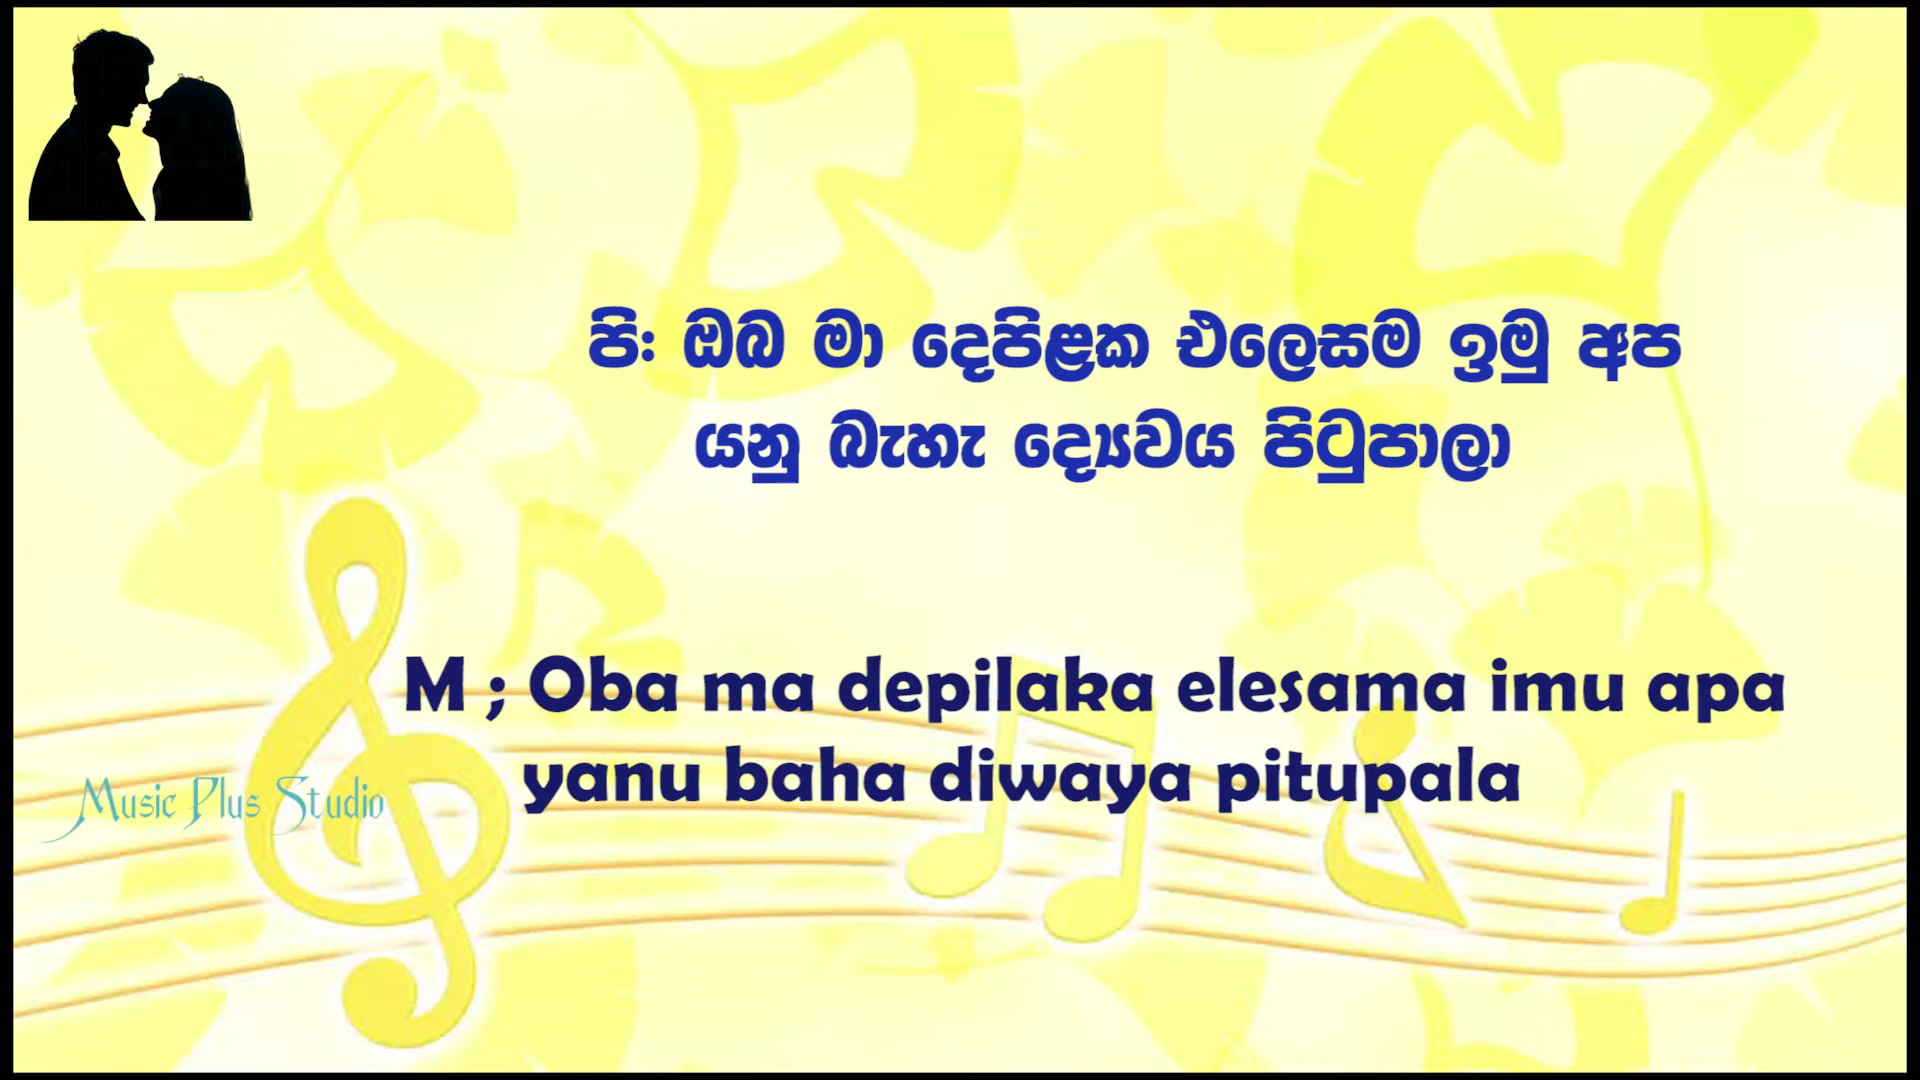 පි: ඔබ මා දෙපිළක එලෙසම ඉමු අප
යනු බැහැ ද්‍යෙවය පිටුපාලා
M ; Oba ma depilaka elesama imu apa
yanu baha diwaya pitupala
Music Plus Studio